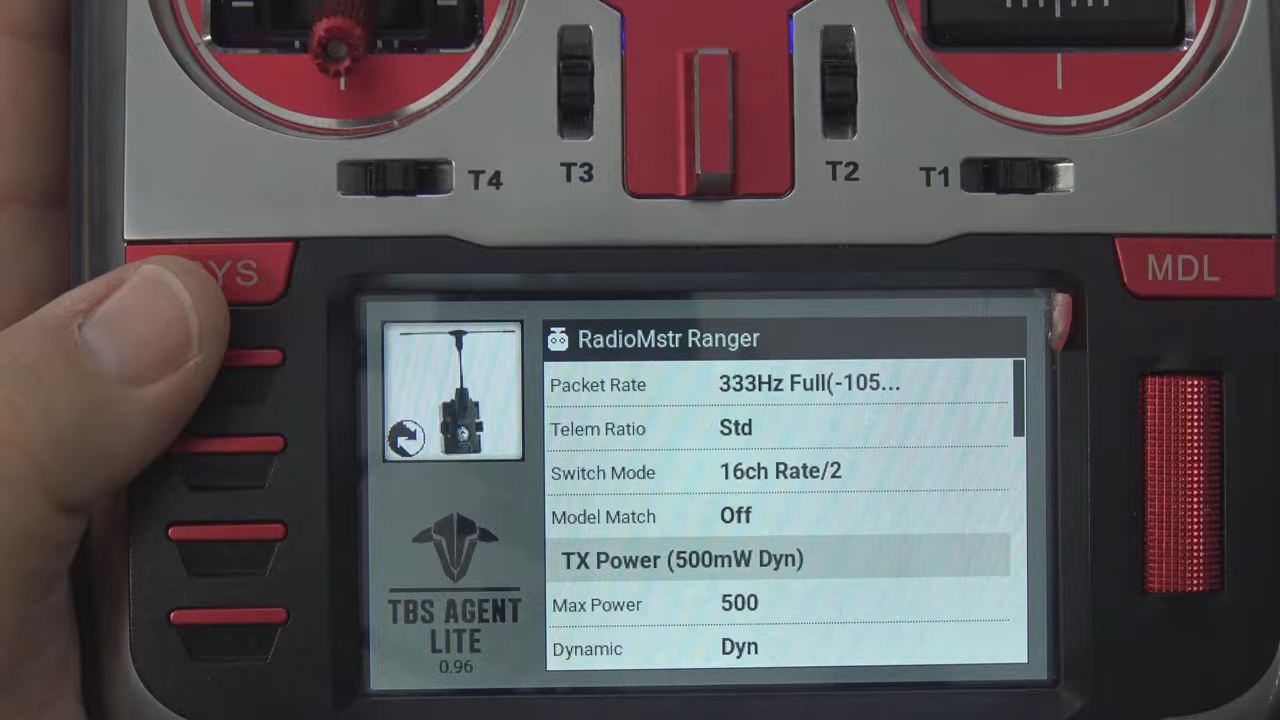 T4
T3
T2
T1
YS
MDL
RadioMstr Ranger
Packet Rate 333Hz Full(-105...
Telem Ratio Std
Switch Mode 16ch Rate/2
Model Match Off
TX Power (500mW Dyn)
Max Power 500
Dynamic Dyn
TBS AGENT
LITE
0.96